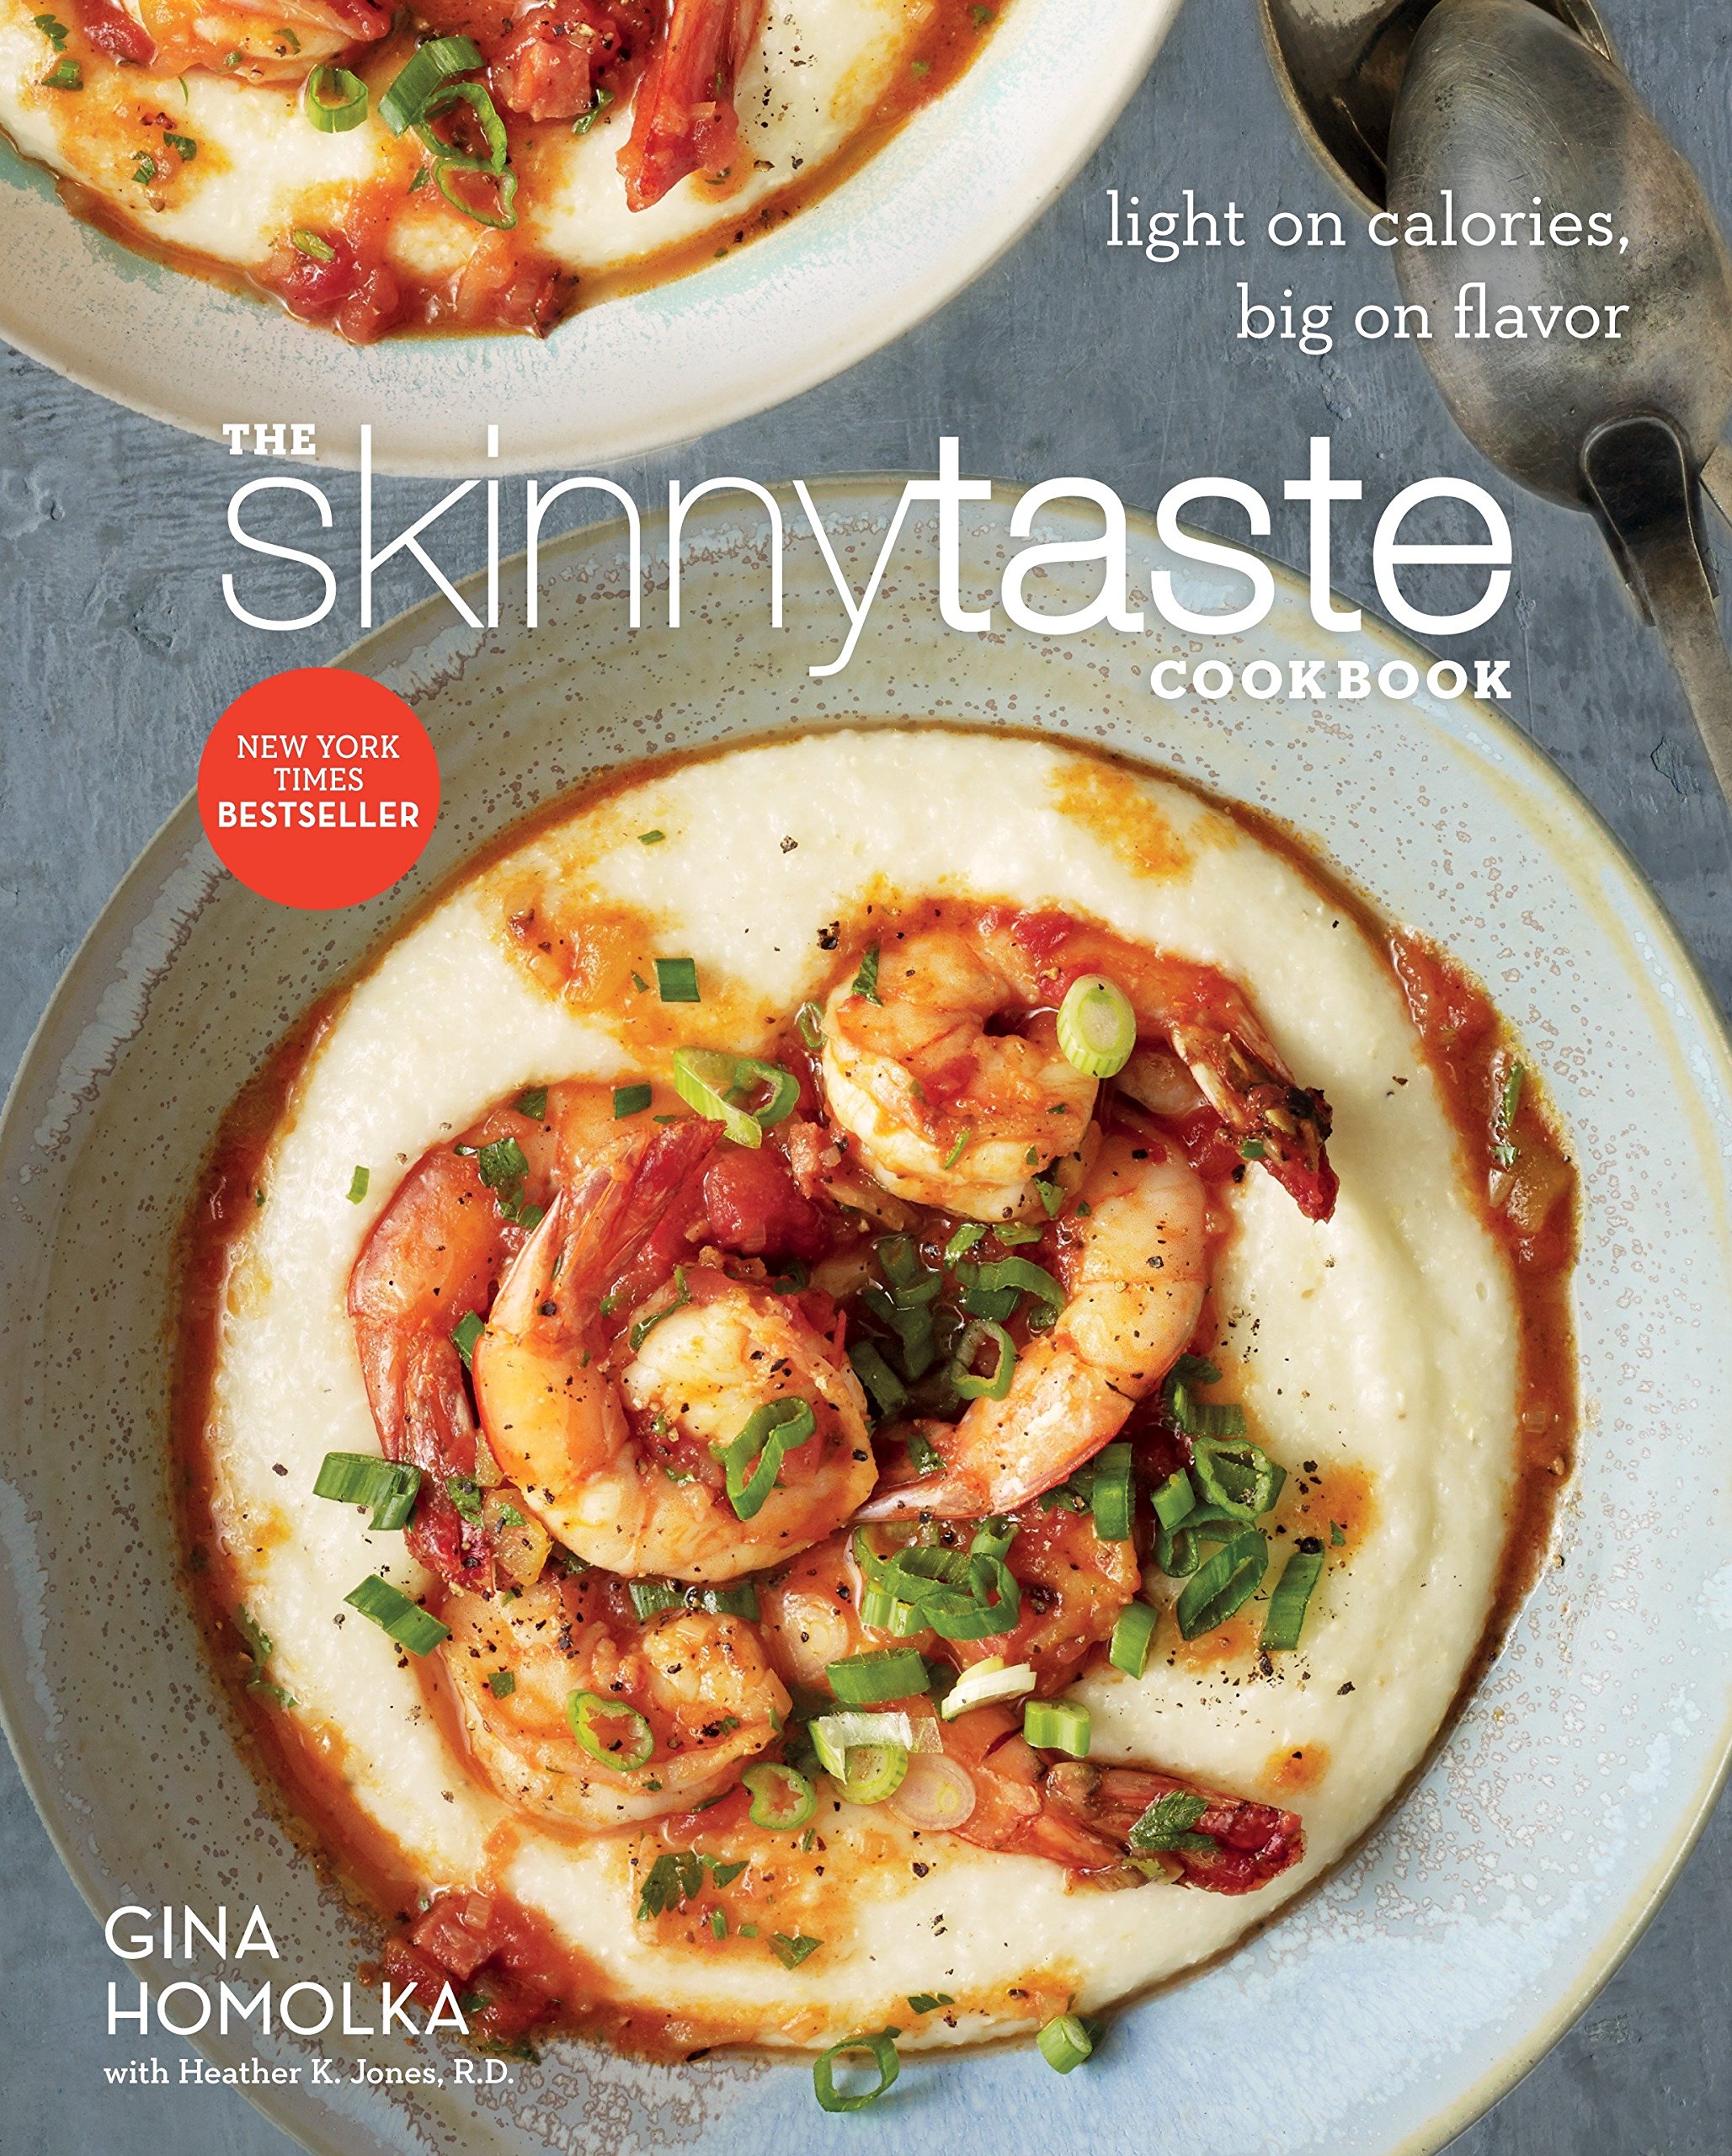 light on calories,
big on flavor
THE
skinnytaste
COOKBOOK
NEW YORK
TIMES
BESTSELLER
GINA
HOMOLKA
with Heather K. Jones, R.D.